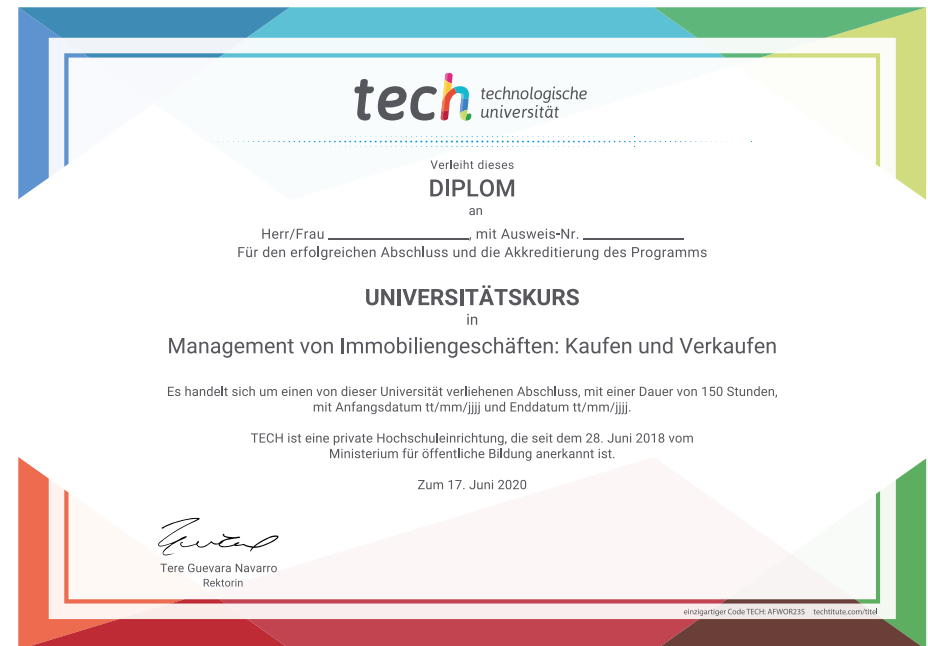 tech technologische
universität
Verleiht dieses
DIPLOM
an
Herr/Frau ____________, mit Ausweis-Nr. ____________
Für den erfolgreichen Abschluss und die Akkreditierung des Programms
UNIVERSITÄTSKURS
in
Management von Immobiliengeschäften: Kaufen und Verkaufen
Es handelt sich um einen von dieser Universität verliehenen Abschluss, mit einer Dauer von 150 Stunden,
mit Anfangsdatum tt/mm/jjjj und Enddatum tt/mm/jjjj.
TECH ist eine private Hochschuleinrichtung, die seit dem 28. Juni 2018 vom
Ministerium für öffentliche Bildung anerkannt ist.
Zum 17. Juni 2020
Tere Guevara Navarro
Rektorin
einzigartiger Code TECH: AFWOR235 techtitute.com/titel